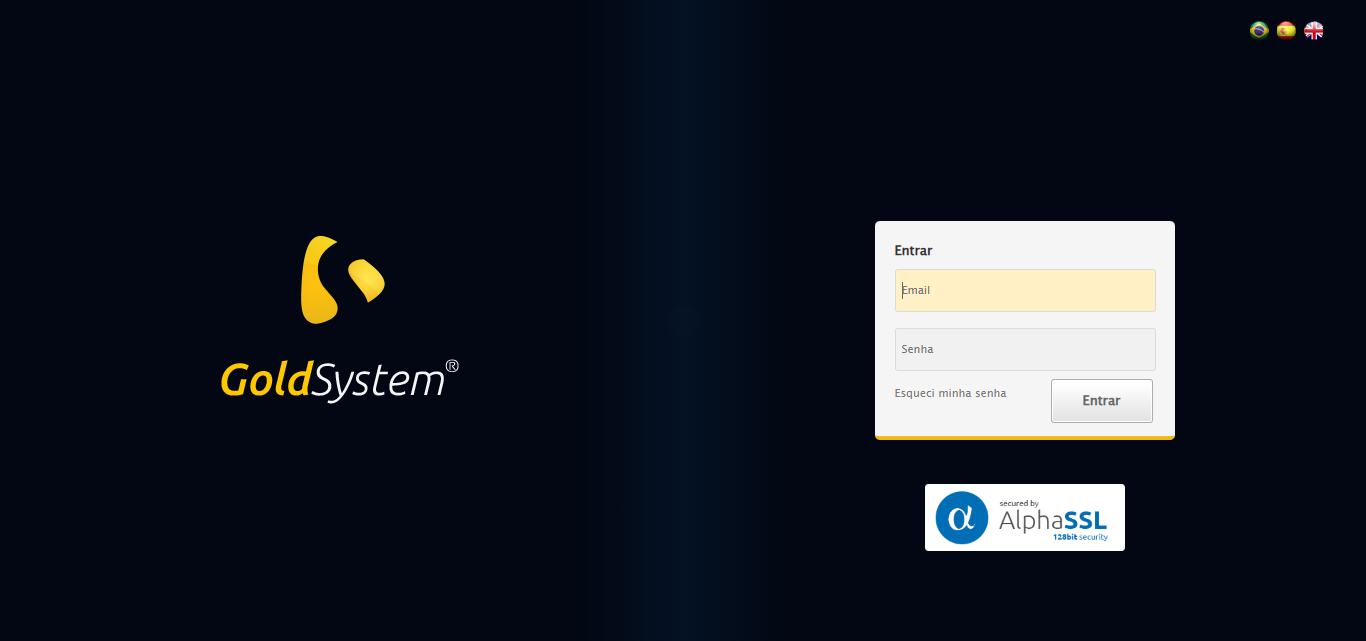 GoldSystem®
Entrar
Email
Senha
Esqueci minha senha
Entrar
secured by
α AlphaSSL
128bit security